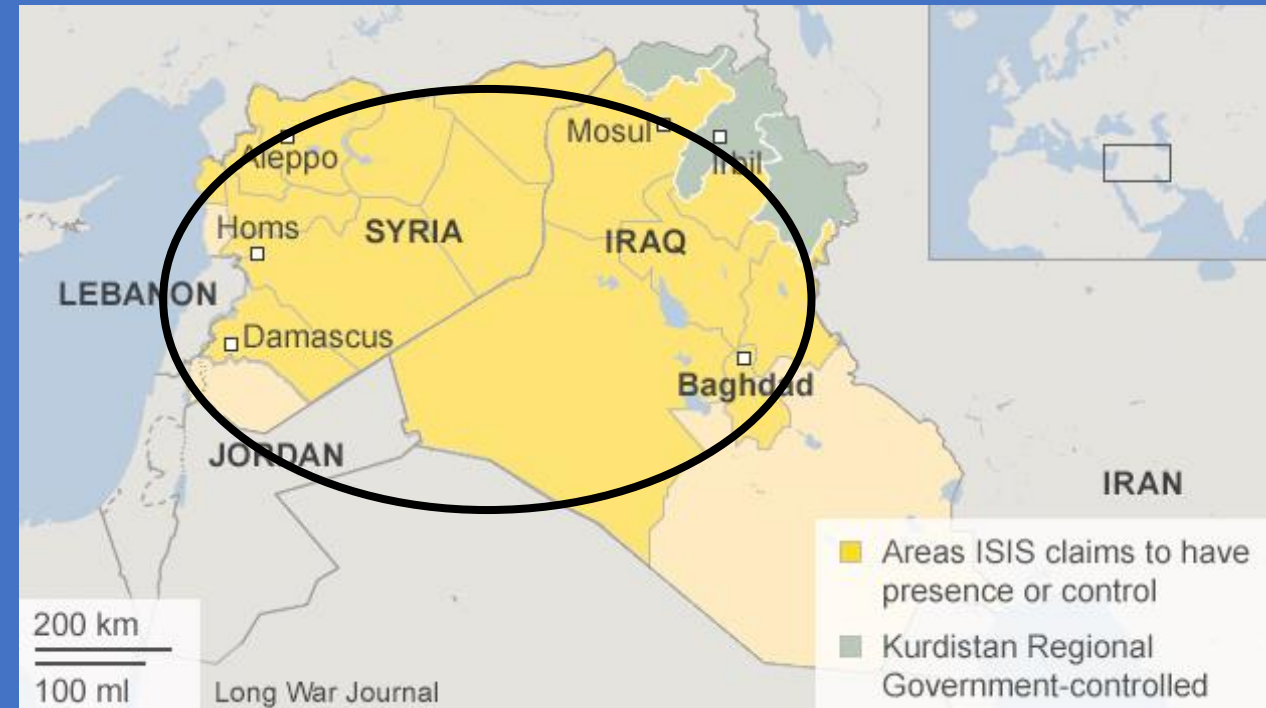 Mosul
Aleppo
Irbil
Homs
SYRIA
IRAQ
LEBANON
Damascus
Baghdad
JORDAN
IRAN
Areas ISIS claims to have
presence or control
200 km
Kurdistan Regional
Government-controlled
100 ml
Long War Journal